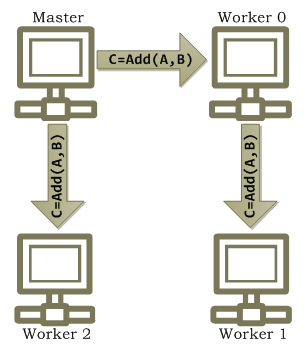 Master
Worker 0
C=Add(A,B)
C=Add(A,B)
C=Add(A,B)
Worker 2
Worker 1